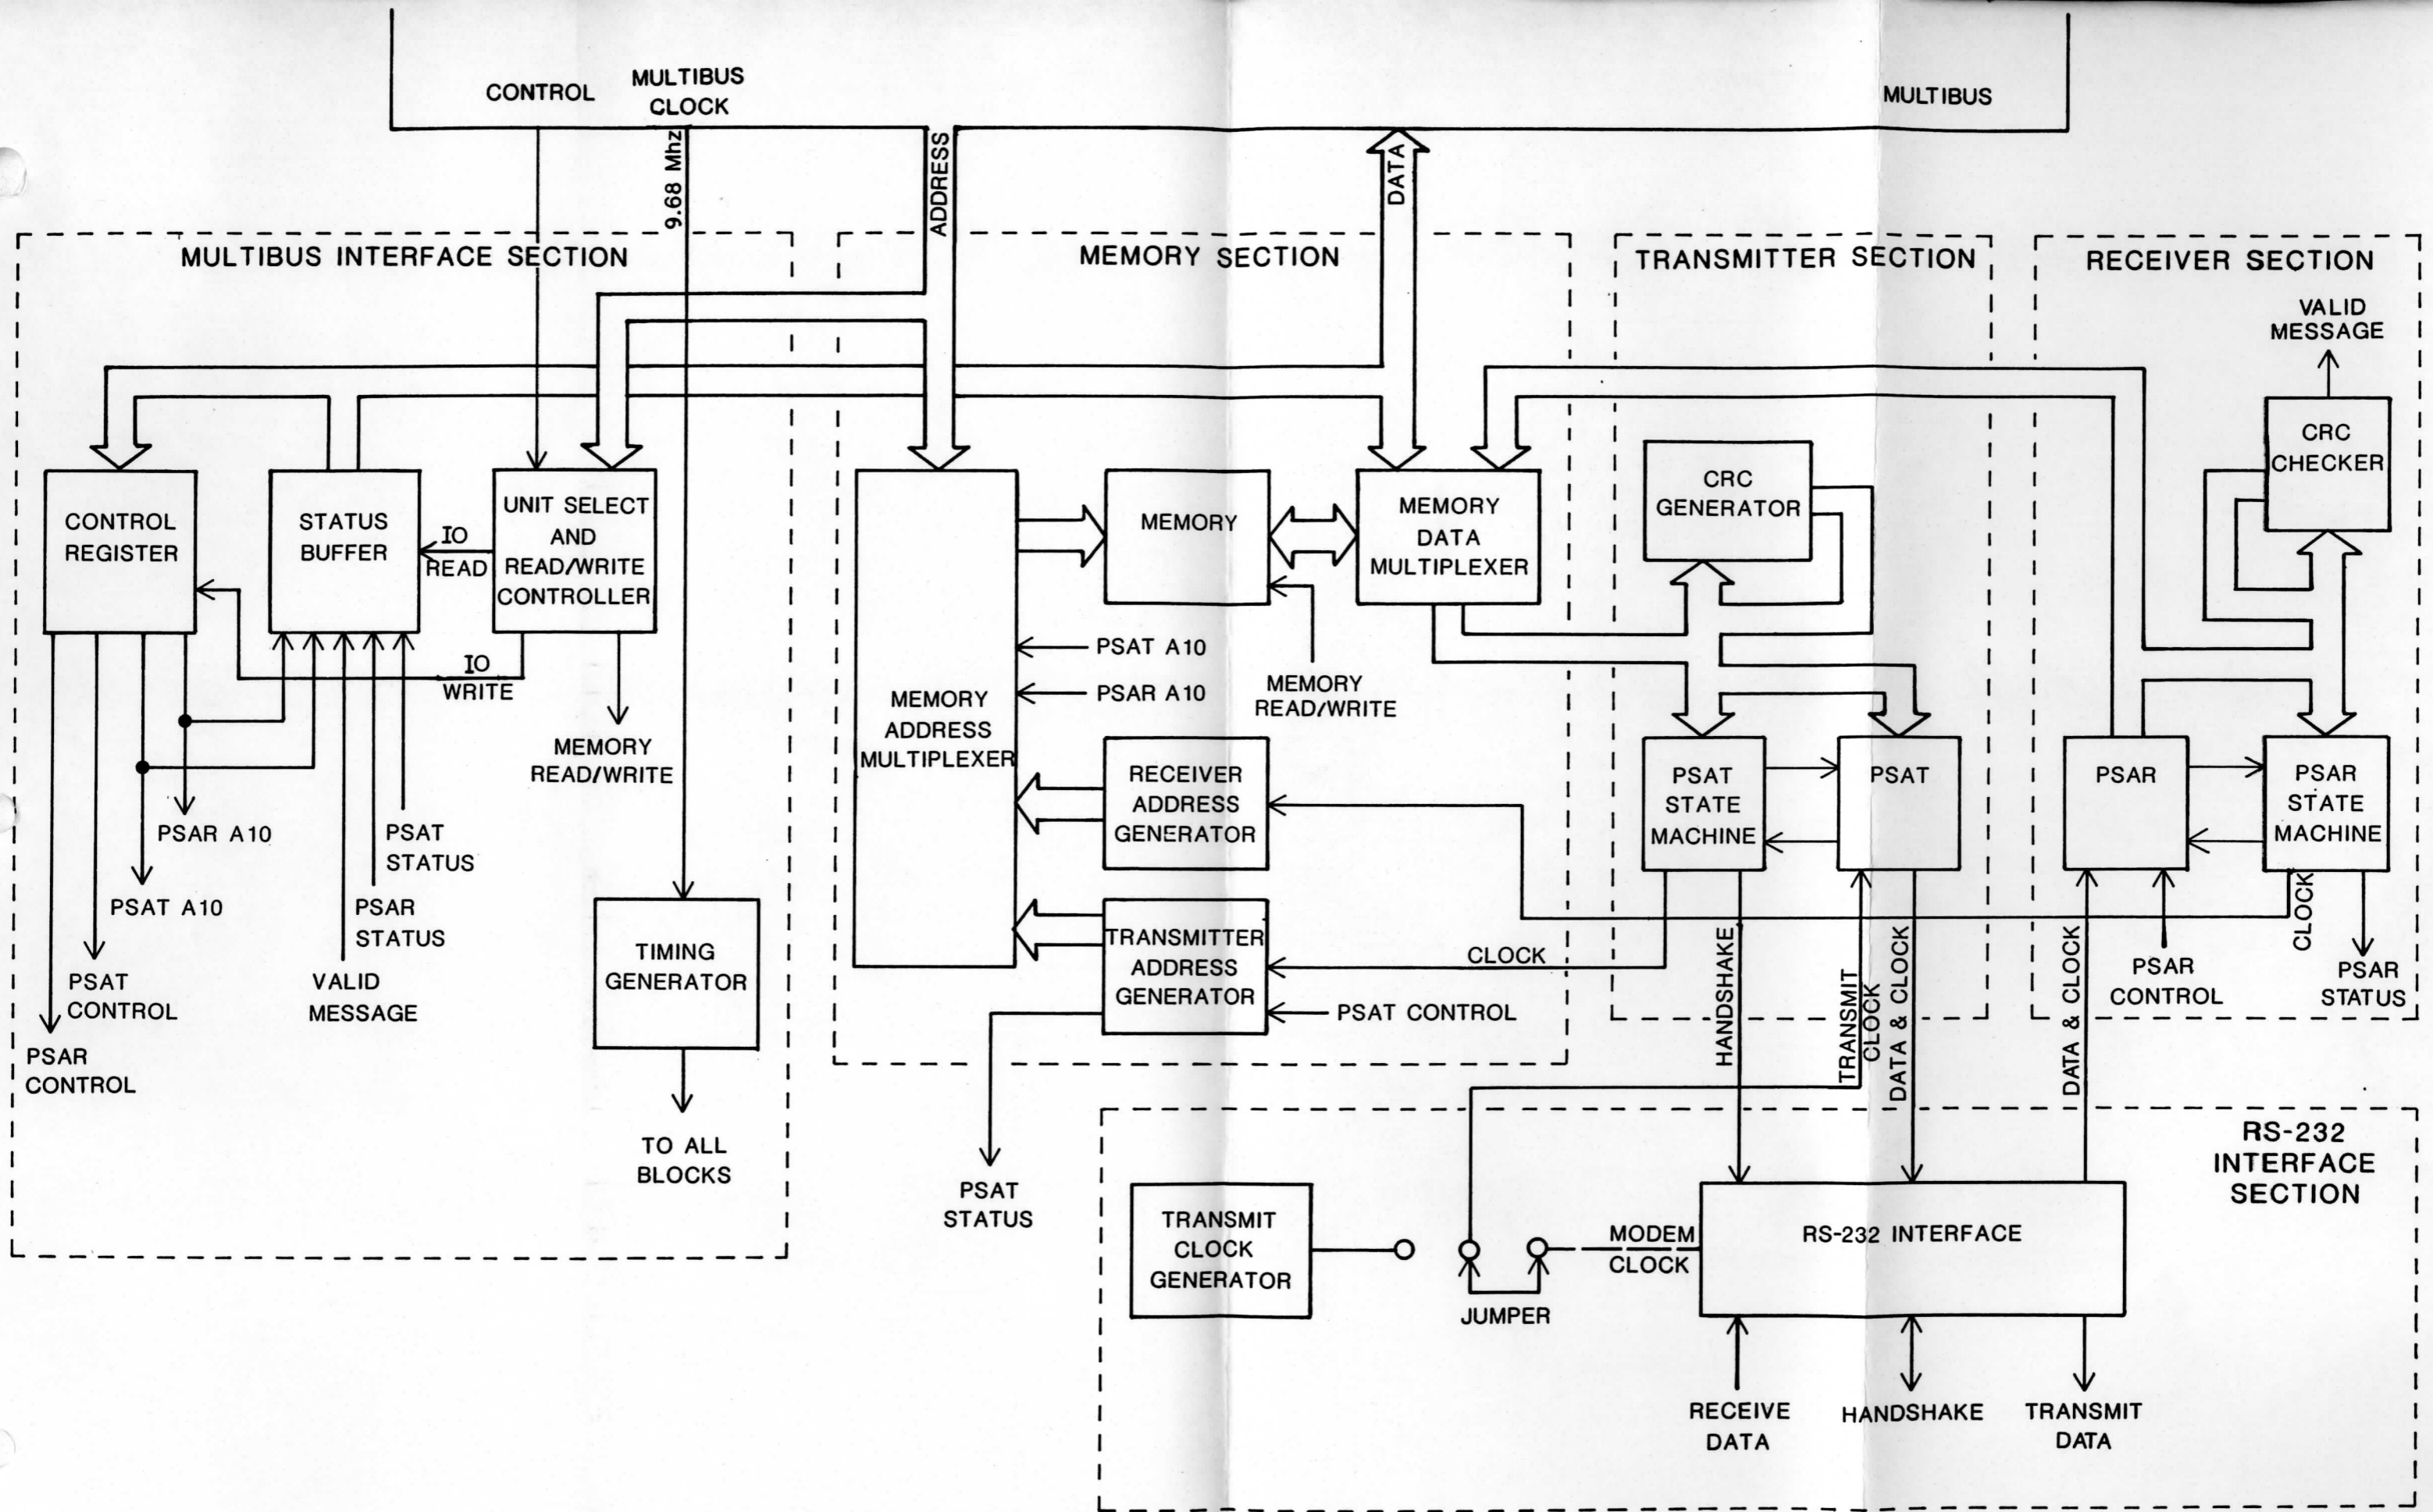 CONTROL
MULTIBUS
CLOCK
MULTIBUS
9.68 Mhz
ADDRESS
DATA
MULTIBUS INTERFACE SECTION
MEMORY SECTION
TRANSMITTER SECTION
RECEIVER SECTION
VALID
MESSAGE
CRC
CHECKER
CONTROL
REGISTER
STATUS
BUFFER
IO
READ
UNIT SELECT
AND
READ/WRITE
CONTROLLER
MEMORY
MEMORY
DATA
MULTIPLEXER
CRC
GENERATOR
IO
WRITE
MEMORY
READ/WRITE
PSAT A10
PSAR A10
MEMORY
READ/WRITE
MEMORY
ADDRESS
MULTIPLEXER
RECEIVER
ADDRESS
GENERATOR
PSAT
STATE
MACHINE
PSAT
PSAR
PSAR
STATE
MACHINE
PSAR A10
PSAT
STATUS
PSAT A10
PSAR
STATUS
PSAT
CONTROL
VALID
MESSAGE
PSAR
CONTROL
TIMING
GENERATOR
TO ALL
BLOCKS
TRANSMITTER
ADDRESS
GENERATOR
CLOCK
PSAT CONTROL
PSAT
STATUS
HANDSHAKE
TRANSMIT
CLOCK
DATA & CLOCK
DATA & CLOCK
PSAR
CONTROL
CLOCK
PSAR
STATUS
RS-232
INTERFACE
SECTION
TRANSMIT
CLOCK
GENERATOR
JUMPER
MODEM
CLOCK
RS-232 INTERFACE
RECEIVE
DATA
HANDSHAKE
TRANSMIT
DATA